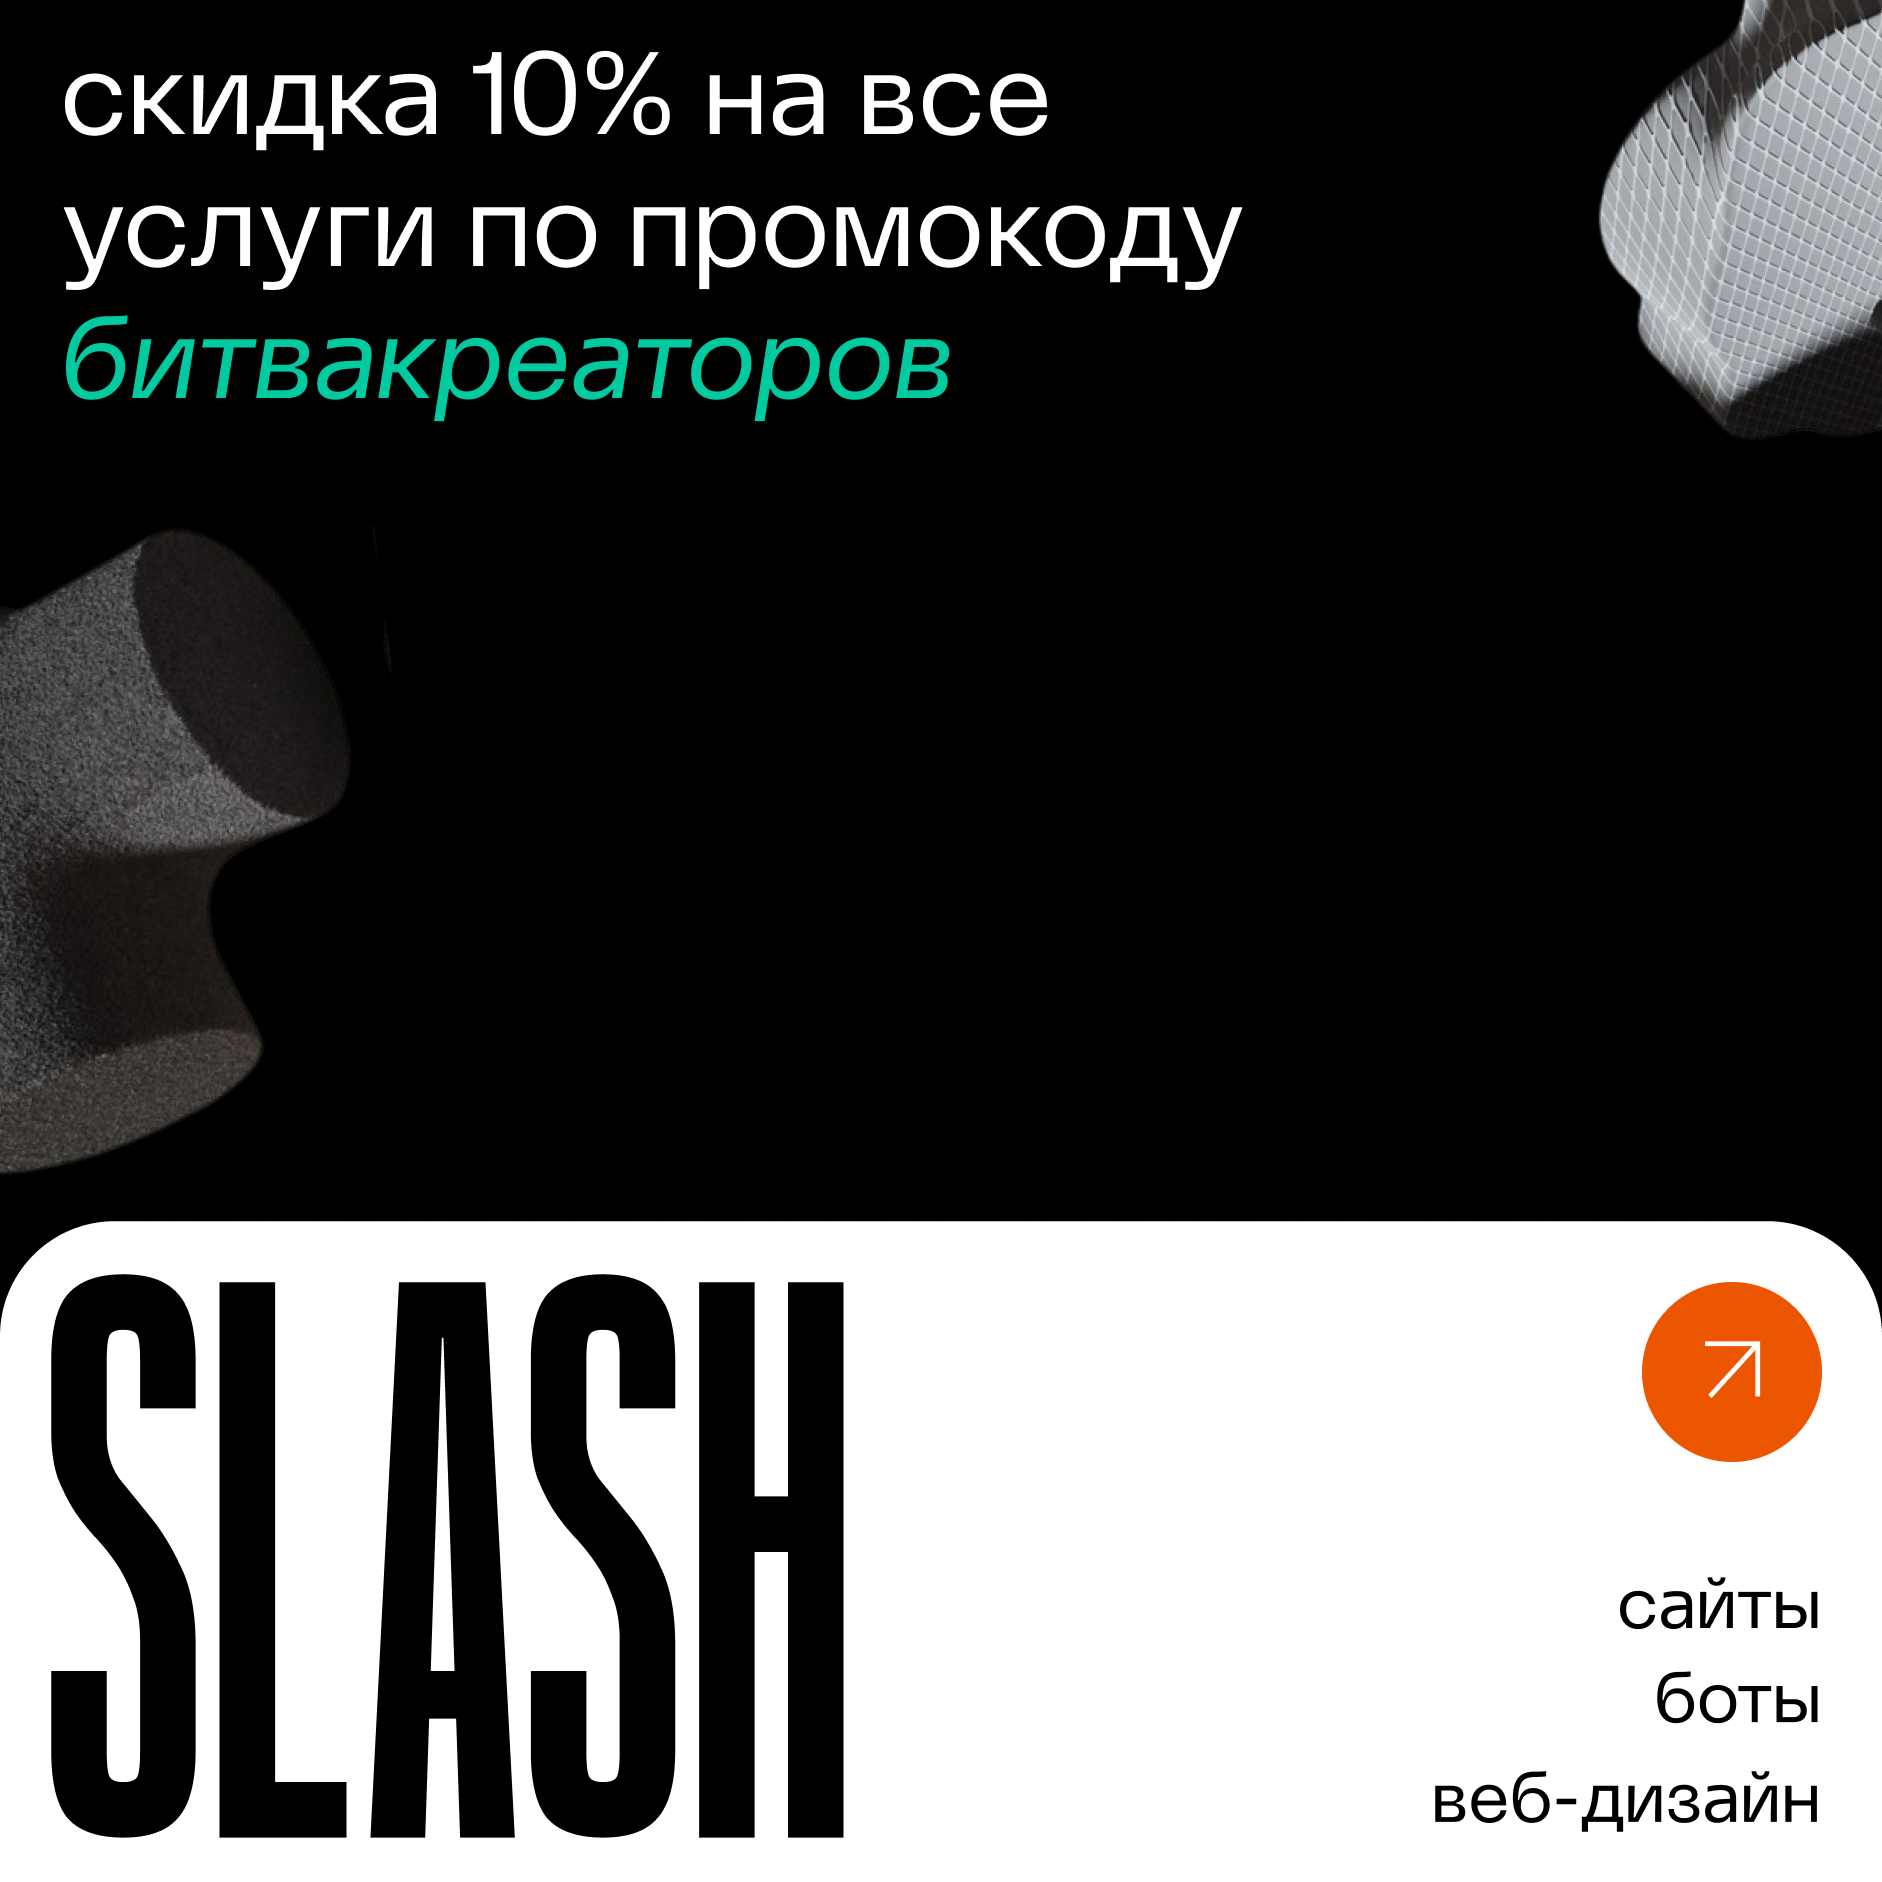 скидка 10% на все
услуги по промокоду
битвакреаторов
SLASH
сайты
боты
веб-дизайн